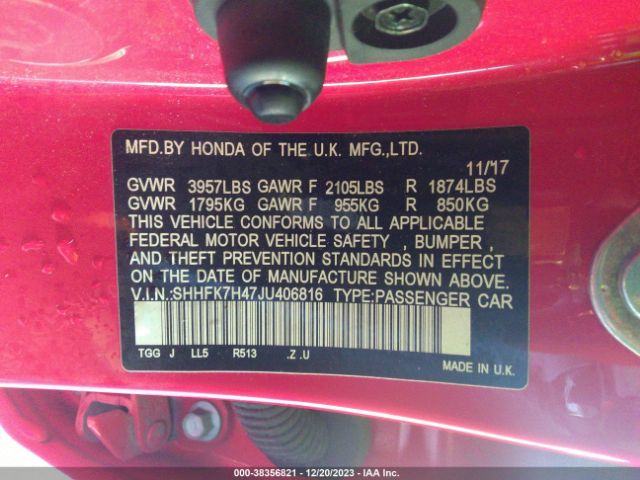 MFD.BY HONDA OF THE U.K. MFG.,LTD.
11/17
GVWR 3957LBS GAWR F 2105LBS R 1874LBS
GVWR 1795KG GAWR F 955KG R 850KG
THIS VEHICLE CONFORMS TO ALL APPLICABLE
FEDERAL MOTOR VEHICLE SAFETY , BUMPER ,
AND THEFT PREVENTION STANDARDS IN EFFECT
ON THE DATE OF MANUFACTURE SHOWN ABOVE.
V.I.N.:SHHFK7H47JU406816 TYPE:PASSENGER CAR
TGG J LL5 R513 .Z .U
MADE IN U.K.
000-38356821 - 12/20/2023 - IAA Inc.